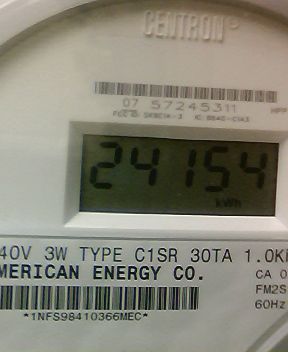 CENTRON®
07 57245311
24154
kWh
40V 3W TYPE C1SR 30TA 1.0K
MERICAN ENERGY CO.
CA 0
FM2S
60Hz
*1NFS98410366MEC*